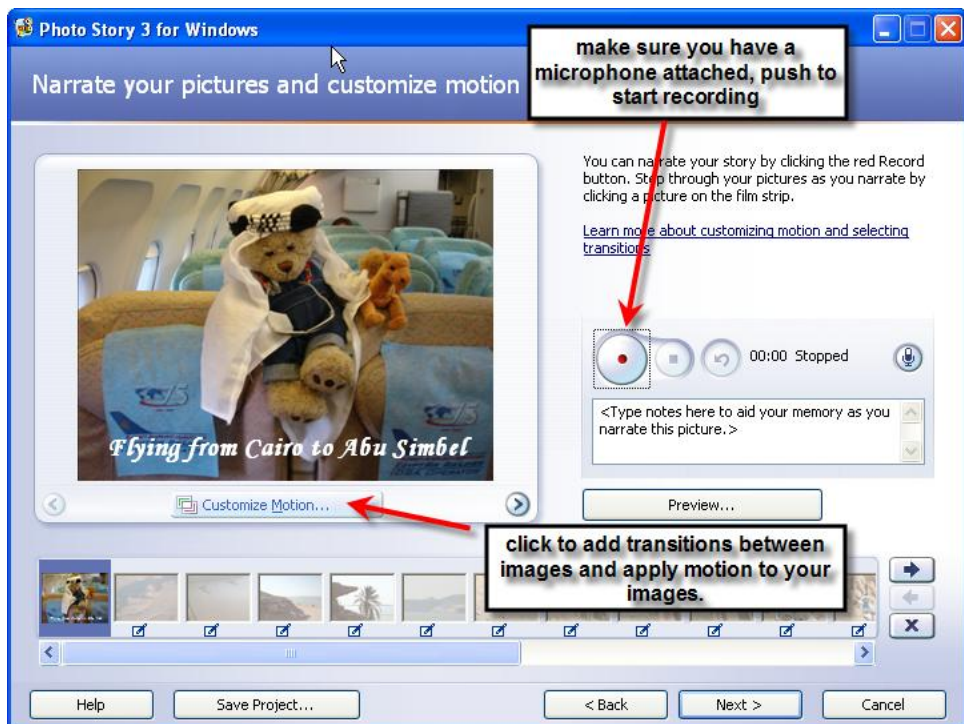 Photo Story 3 for Windows
make sure you have a
microphone attached, push to
start recording
Narrate your pictures and customize motion
You can narrate your story by clicking the red Record
button. Step through your pictures as you narrate by
clicking a picture on the film strip.
Learn more about customizing motion and selecting
transitions
00:00 Stopped
<Type notes here to aid your memory as you
narrate this picture.>
Flying from Cairo to Abu Simbel
Customize Motion...
Preview...
click to add transitions between
images and apply motion to your
images.
Help
Save Project...
< Back
Next >
Cancel